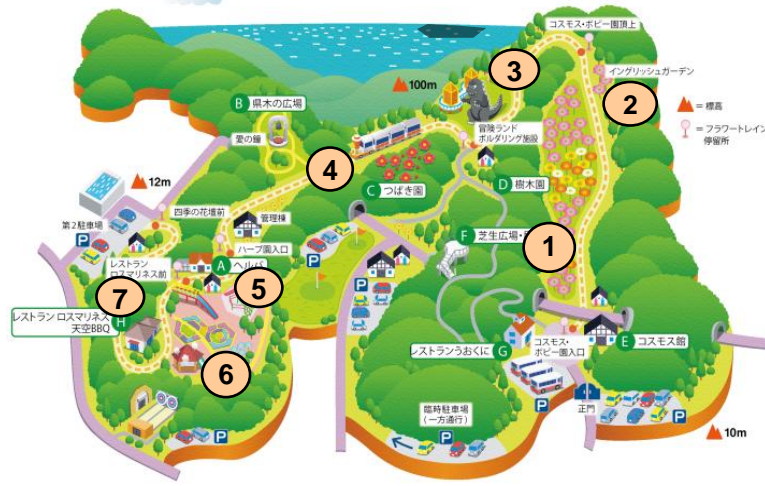 コスモス・ポピー園頂上
イングリッシュガーデン
3
2
100m
= 標高
= フラワートレイン
停留所
B 県木の広場
愛の鐘
冒険ランド
ボルダリング施設
4
C つばき園
D 樹木園
12m
第2駐車場
P
四季の花壇前
管理棟
ハーブ園入口
F 芝生広場・
1
P
レストラン
ロスマリネス前
A ヘルバ
5
P
7
レストラン ロスマリネス
天空BBQ
H
6
レストランうおくに G
コスモス・
ポピー園入口
E コスモス館
臨時駐車場
(一方通行)
P
正門
P
P
10m
P